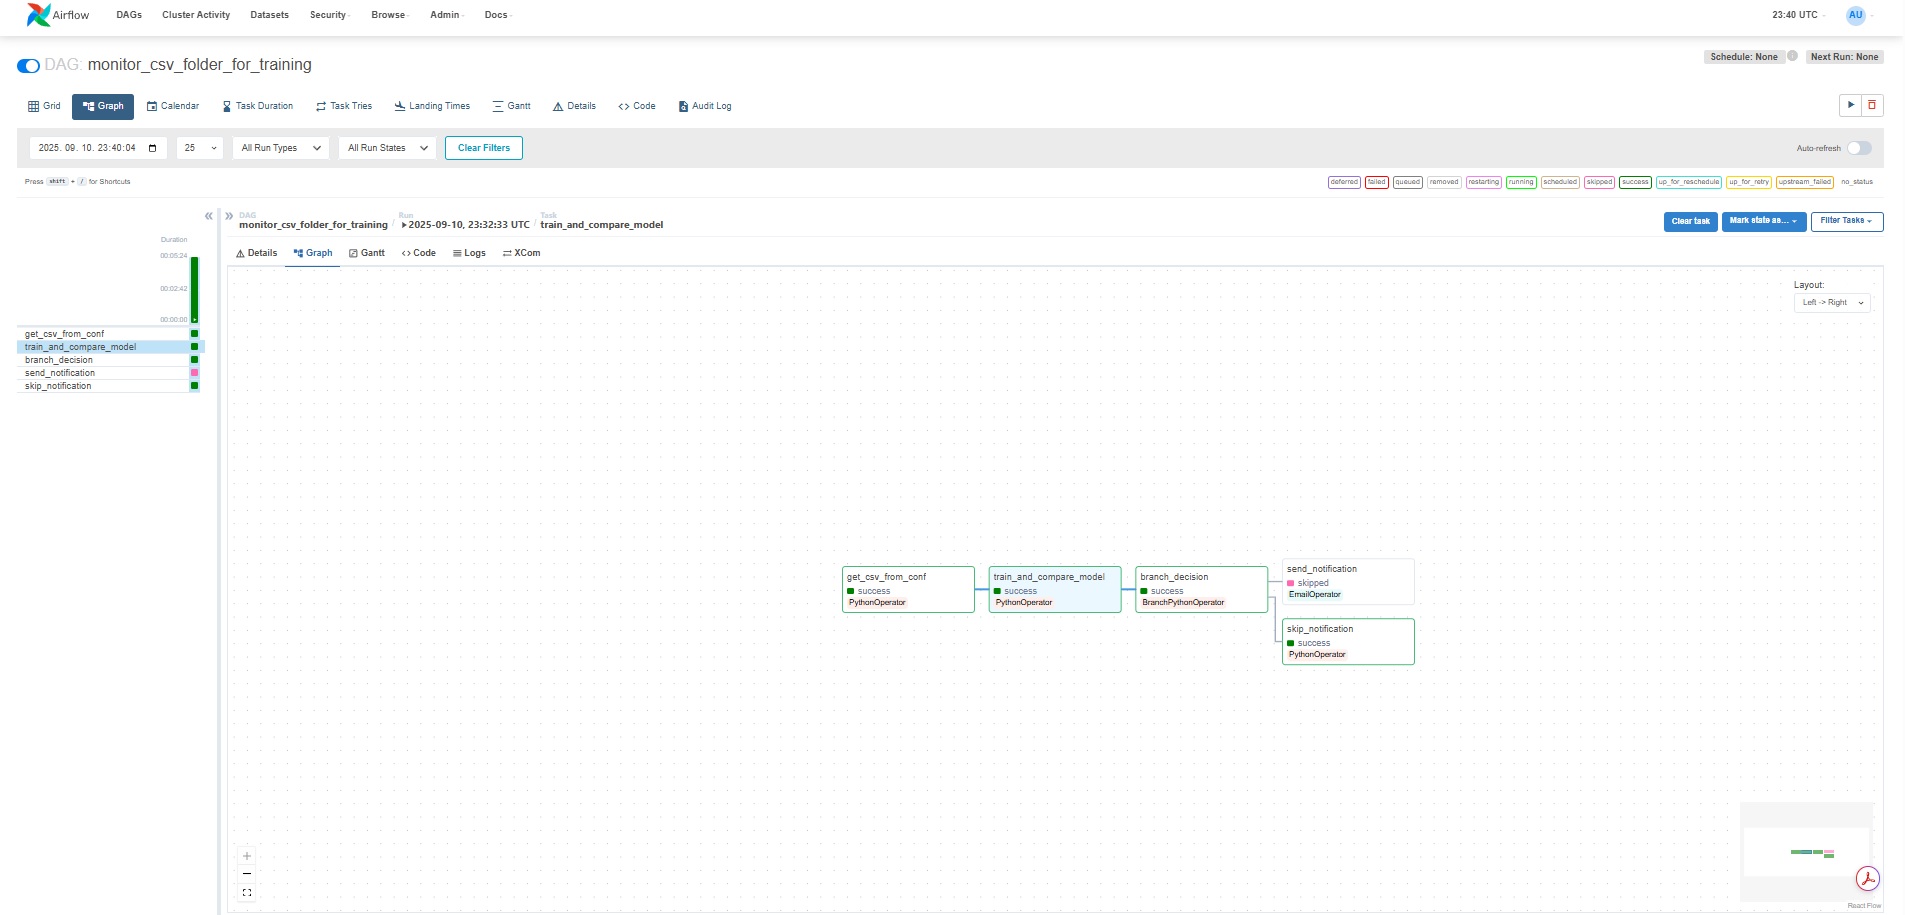 Airflow
DAGs
Cluster Activity
Datasets
Security
Browse
Admin
Docs
23:40 UTC
AU
DAG: monitor_csv_folder_for_training
Schedule: None
Next Run: None
Grid
Graph
Calendar
Task Duration
Task Tries
Landing Times
Gantt
Details
Code
Audit Log
2025. 09. 10. 23:40:04
25
All Run Types
All Run States
Clear Filters
Auto-refresh
Press shift + / for Shortcuts
deferred
failed
queued
removed
restarting
running
scheduled
skipped
success
up_for_reschedule
up_for_retry
upstream_failed
no_status
DAG
monitor_csv_folder_for_training
/
Run
2025-09-10, 23:32:33 UTC
/
Task
train_and_compare_model
Clear task
Mark state as...
Filter Tasks
Details
Graph
Gantt
Code
Logs
XCom
Duration
00:05:24
00:02:42
00:00:00
get_csv_from_conf
train_and_compare_model
branch_decision
send_notification
skip_notification
Layout:
Left -> Right
get_csv_from_conf
success
PythonOperator
train_and_compare_model
success
PythonOperator
branch_decision
success
BranchPythonOperator
send_notification
skipped
EmailOperator
skip_notification
success
PythonOperator
React Flow